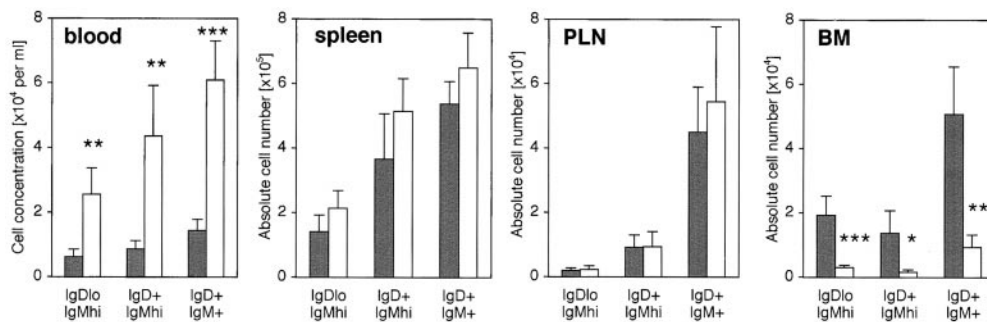 blood
Cell concentration [x10⁴ per ml]
8
6
4
2
0
**
**
***
IgDlo IgD+ IgD+
IgMhi IgMhi IgM+
spleen
Absolute cell number [x10⁵]
8
6
4
2
0
IgDlo IgD+ IgD+
IgMhi IgMhi IgM+
PLN
Absolute cell number [x10⁴]
8
6
4
2
0
IgDlo IgD+ IgD+
IgMhi IgMhi IgM+
BM
Absolute cell number [x10⁴]
8
6
4
2
0
***
*
**
IgDlo IgD+ IgD+
IgMhi IgMhi IgM+